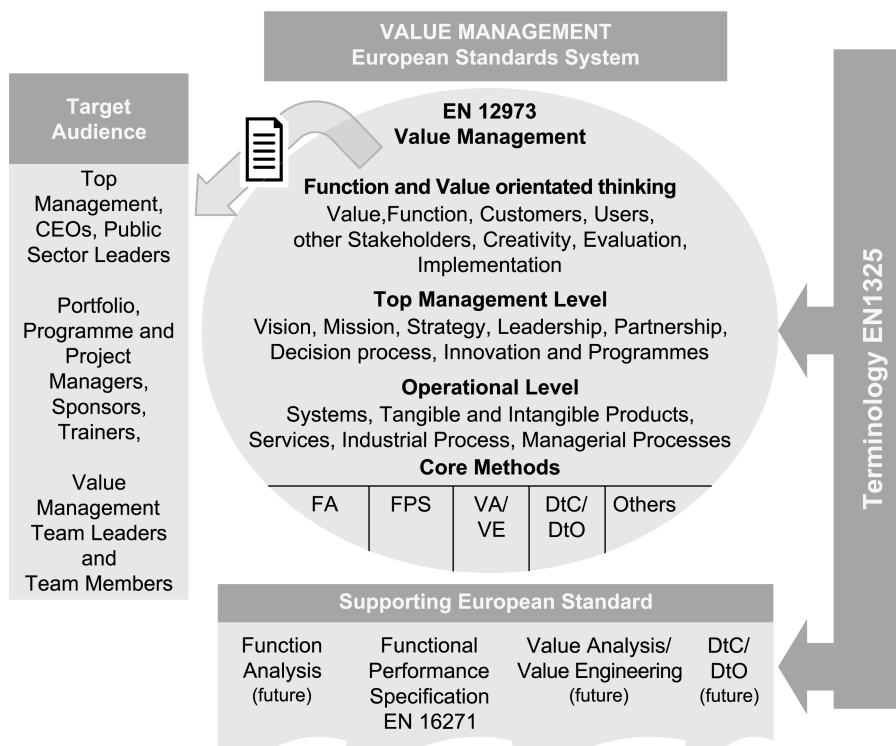 VALUE MANAGEMENT
European Standards System
Target
Audience
Top
Management,
CEOs, Public
Sector Leaders
Portfolio,
Programme and
Project
Managers,
Sponsors,
Trainers,
Value
Management
Team Leaders
and
Team Members
EN 12973
Value Management
Function and Value orientated thinking
Value,Function, Customers, Users,
other Stakeholders, Creativity, Evaluation,
Implementation
Top Management Level
Vision, Mission, Strategy, Leadership, Partnership,
Decision process, Innovation and Programmes
Operational Level
Systems, Tangible and Intangible Products,
Services, Industrial Process, Managerial Processes
Core Methods
FA
FPS
VA/
VE
DtC/
DtO
Others
Supporting European Standard
Function
Analysis
(future)
Functional
Performance
Specification
EN 16271
Value Analysis/
Value Engineering
(future)
DtC/
DtO
(future)
Terminology EN1325